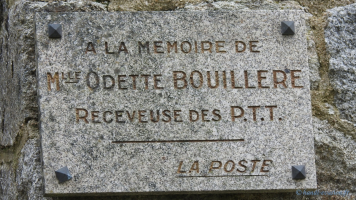 A LA MEMOIRE DE
MLLE ODETTE BOUILLERE
RECEVEUSE DES P.T.T.
LA POSTE